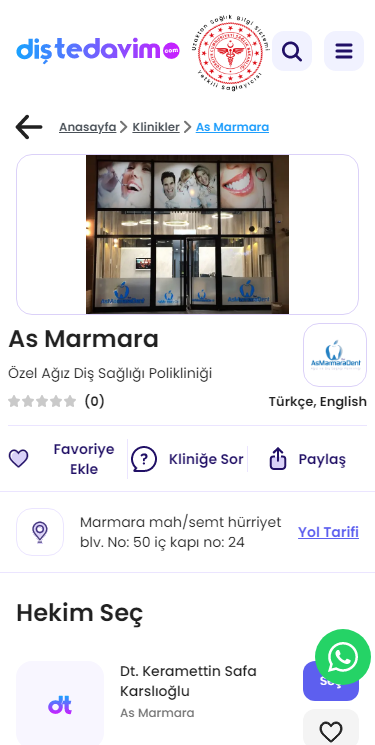 diştedavim.com
Uzaktan Sağlık Bilgi Sistemi
Yetkili Sağlayıcısı
Anasayfa > Klinikler > As Marmara
AsMarmaraDent
As Marmara
AsMarmaraDent
Özel Ağız Diş Sağlığı Polikliniği
(0)
Türkçe, English
Favoriye
Ekle
Kliniğe Sor
Paylaş
Marmara mah/semt hürriyet
blv. No: 50 iç kapı no: 24
Yol Tarifi
Hekim Seç
dt
Dt. Keramettin Safa
Karslıoğlu
As Marmara
Seç